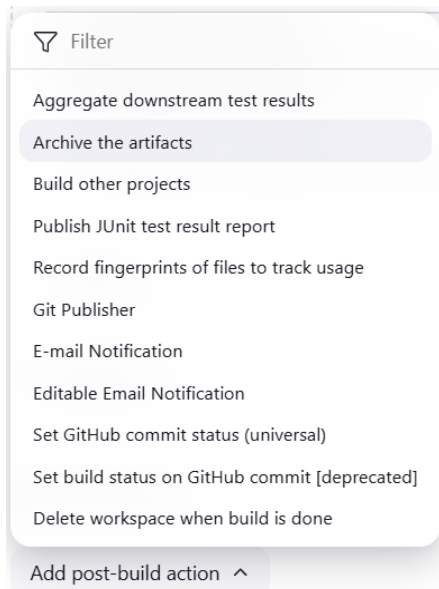 Filter
Aggregate downstream test results
Archive the artifacts
Build other projects
Publish JUnit test result report
Record fingerprints of files to track usage
Git Publisher
E-mail Notification
Editable Email Notification
Set GitHub commit status (universal)
Set build status on GitHub commit [deprecated]
Delete workspace when build is done
Add post-build action